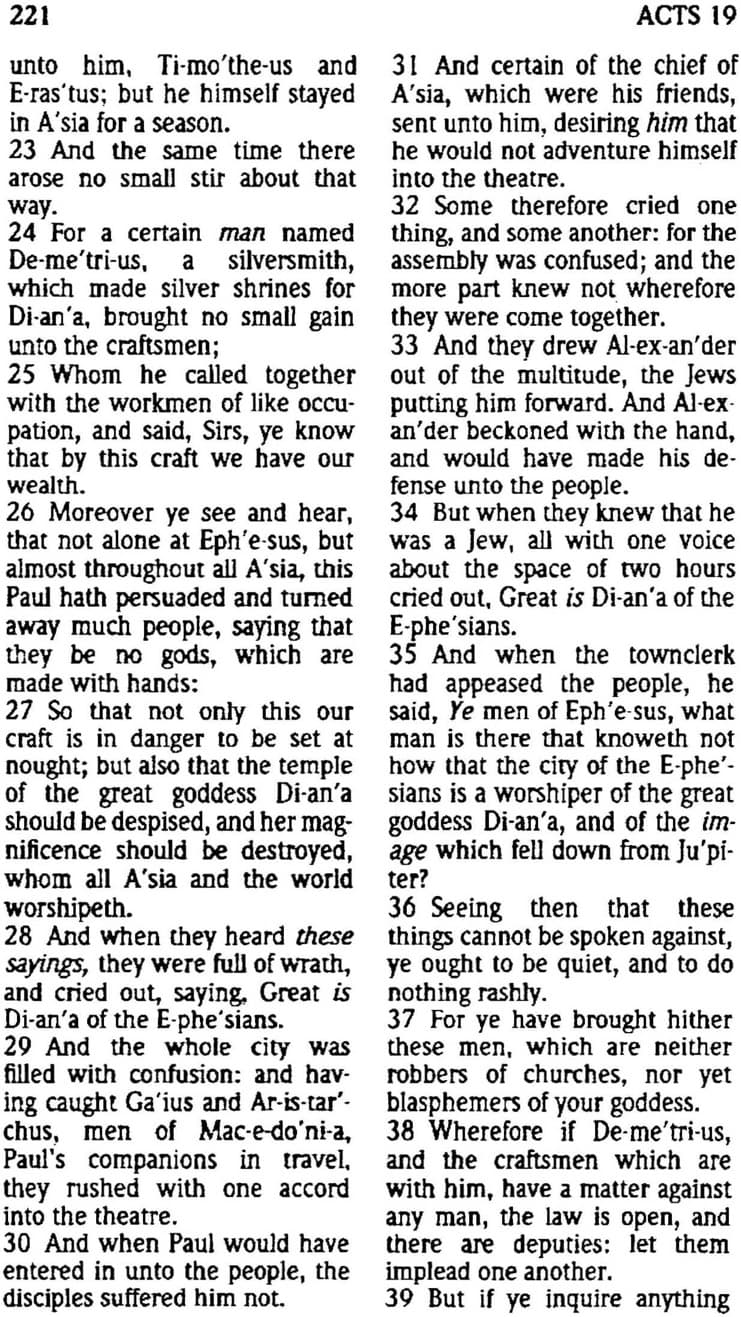 221
ACTS 19
unto him, Ti-mo'the-us and
E-ras'tus; but he himself stayed
in A'sia for a season.
23 And the same time there
arose no small stir about that
way.
24 For a certain man named
De-me'tri-us, a silversmith,
which made silver shrines for
Di-an'a, brought no small gain
unto the craftsmen;
25 Whom he called together
with the workmen of like occu-
pation, and said, Sirs, ye know
that by this craft we have our
wealth.
26 Moreover ye see and hear,
that not alone at Eph'e-sus, but
almost throughout all A'sia, this
Paul hath persuaded and turned
away much people, saying that
they be no gods, which are
made with hands:
27 So that not only this our
craft is in danger to be set at
nought; but also that the temple
of the great goddess Di-an'a
should be despised, and her mag-
nificence should be destroyed,
whom all A'sia and the world
worshipeth.
28 And when they heard these
sayings, they were full of wrath,
and cried out, saying, Great is
Di-an'a of the E-phe'sians.
29 And the whole city was
filled with confusion: and hav-
ing caught Ga'ius and Ar-is-tar'-
chus, men of Mac-e-do'ni-a,
Paul's companions in travel,
they rushed with one accord
into the theatre.
30 And when Paul would have
entered in unto the people, the
disciples suffered him not.
31 And certain of the chief of
A'sia, which were his friends,
sent unto him, desiring him that
he would not adventure himself
into the theatre.
32 Some therefore cried one
thing, and some another: for the
assembly was confused; and the
more part knew not wherefore
they were come together.
33 And they drew Al-ex-an'der
out of the multitude, the Jews
putting him forward. And Al-ex-
an'der beckoned with the hand,
and would have made his de-
fense unto the people.
34 But when they knew that he
was a Jew, all with one voice
about the space of two hours
cried out, Great is Di-an'a of the
E-phe'sians.
35 And when the townclerk
had appeased the people, he
said, Ye men of Eph'e-sus, what
man is there that knoweth not
how that the city of the E-phe'-
sians is a worshiper of the great
goddess Di-an'a, and of the im-
age which fell down from Ju'pi-
ter?
36 Seeing then that these
things cannot be spoken against,
ye ought to be quiet, and to do
nothing rashly.
37 For ye have brought hither
these men, which are neither
robbers of churches, nor yet
blasphemers of your goddess.
38 Wherefore if De-me'tri-us,
and the craftsmen which are
with him, have a matter against
any man, the law is open, and
there are deputies: let them
implead one another.
39 But if ye inquire anything